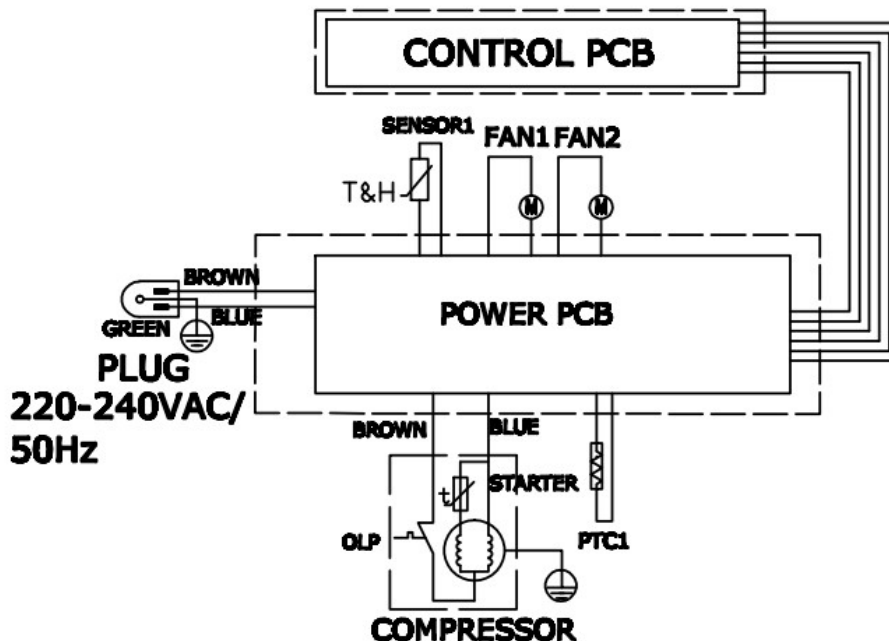 CONTROL PCB
SENSOR1
FAN1 FAN2
T&H
M
M
BROWN
BLUE
GREEN
POWER PCB
PLUG
220-240VAC/
50Hz
BROWN
BLUE
t
STARTER
OLP
PTC1
COMPRESSOR